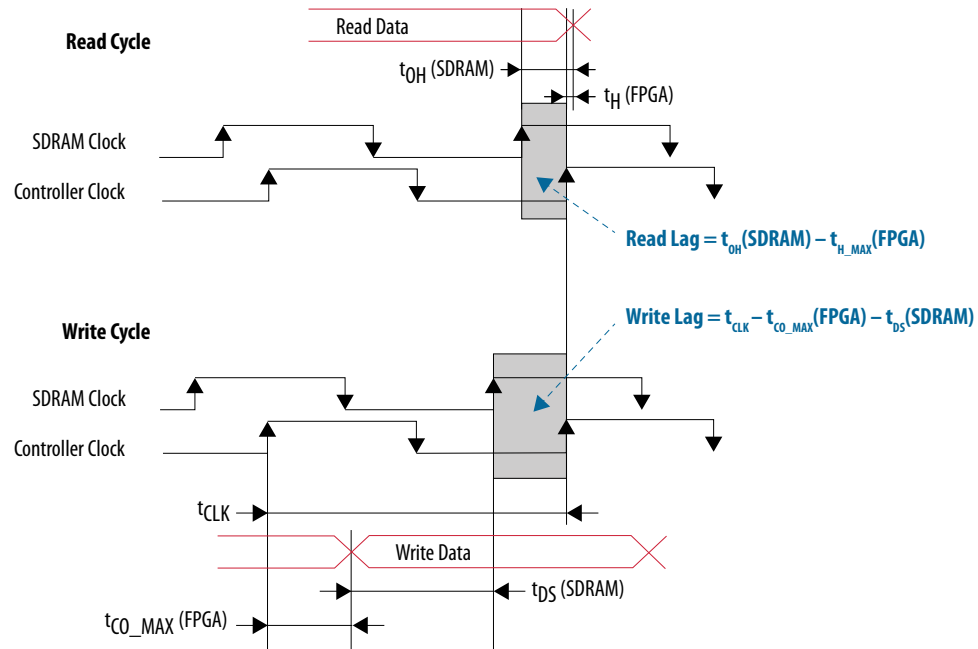 Read Data
Read Cycle
tOH (SDRAM)
tH (FPGA)
SDRAM Clock
Controller Clock
Read Lag = tOH(SDRAM) – tH_MAX(FPGA)
Write Lag = tCLK – tCO_MAX(FPGA) – tDS(SDRAM)
Write Cycle
SDRAM Clock
Controller Clock
tCLK
Write Data
tDS (SDRAM)
tCO_MAX (FPGA)